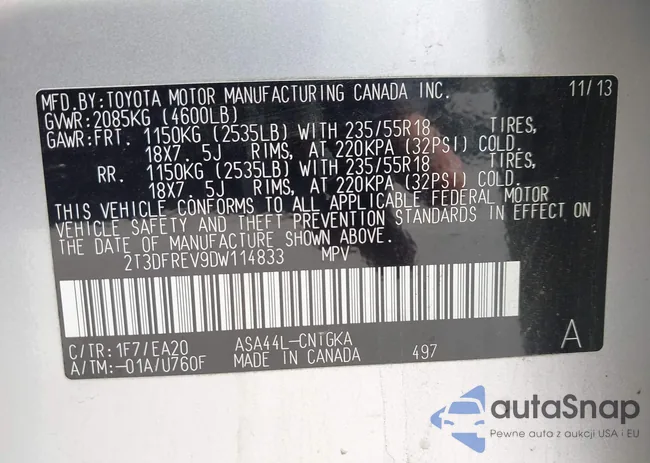 MFD.BY:TOYOTA MOTOR MANUFACTURING CANADA INC. 11/13
GVWR:2085KG (4600LB)
GAWR:FRT. 1150KG (2535LB) WITH 235/55R18 TIRES,
18X7.5J RIMS, AT 220KPA (32PSI) COLD.
RR. 1150KG (2535LB) WITH 235/55R18 TIRES,
18X7.5J RIMS, AT 220KPA (32PSI) COLD.
THIS VEHICLE CONFORMS TO ALL APPLICABLE FEDERAL MOTOR
VEHICLE SAFETY AND THEFT PREVENTION STANDARDS IN EFFECT ON
THE DATE OF MANUFACTURE SHOWN ABOVE.
2T3DFREV9DW114833 MPV
C/TR:1F7/EA20 ASA44L-CNTGKA A
A/TM:-01A/U760F MADE IN CANADA 497
autaSnap
Pewne auta z aukcji USA i EU